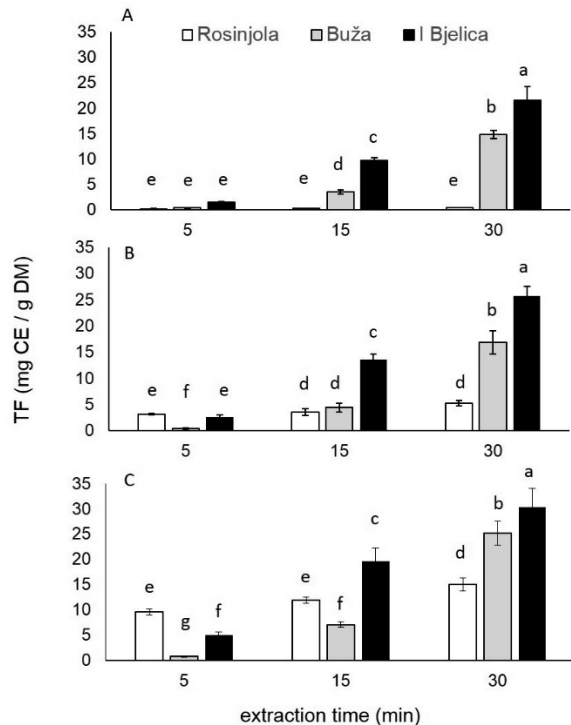 A
Rosinjola Buža I Bjelica
35
30
25
20
15
10
5
0
e e e e d c e b a
5 15 30
B
35
30
25
20
15
10
5
0
e f e d d c d b a
5 15 30
C
35
30
25
20
15
10
5
0
e g f e f c d b a
5 15 30
TF (mg CE / g DM)
extraction time (min)